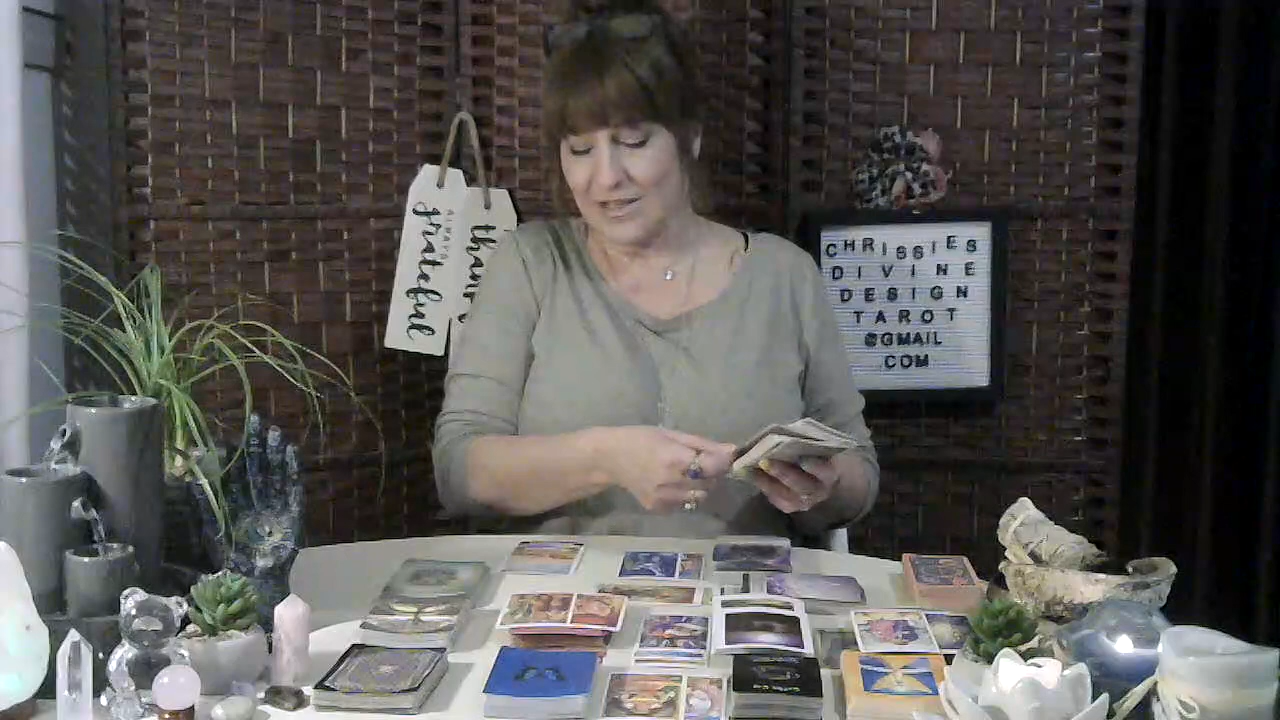 ALWAYS
grateful
CHRISSIES
DIVINE
DESIGN
TAROT
@GMAIL
.COM